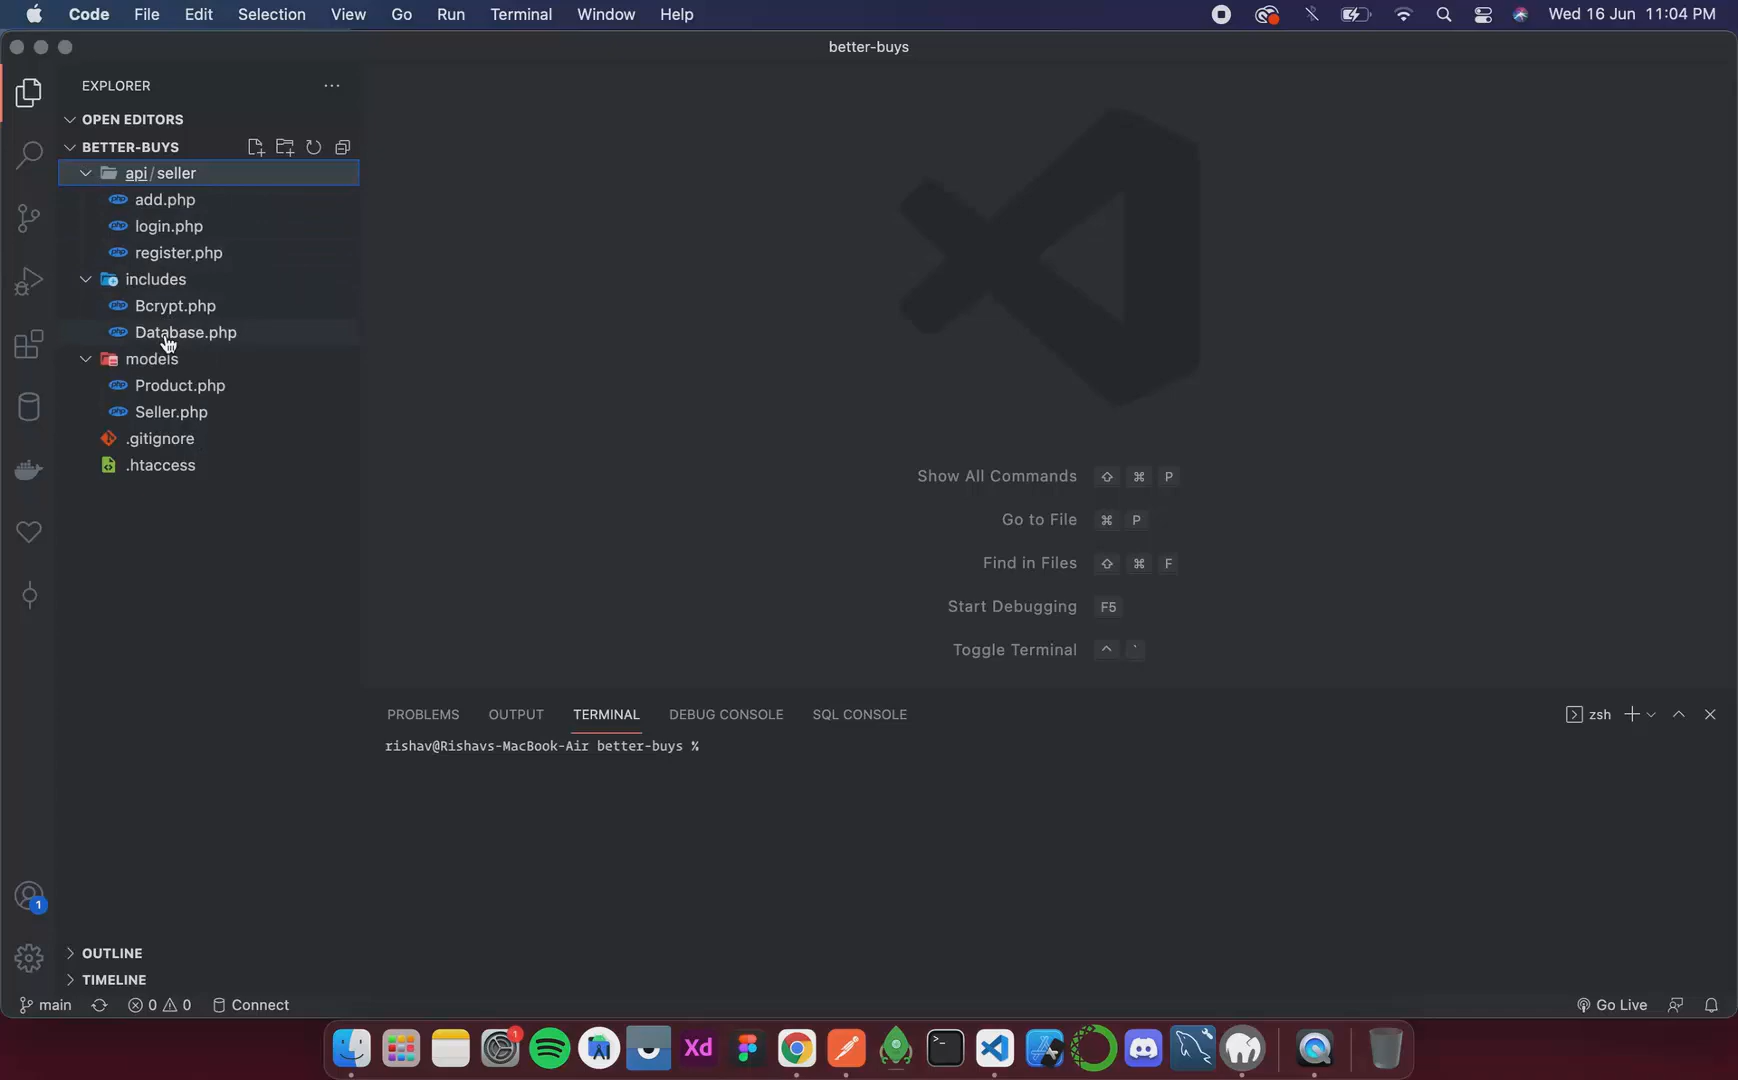 Code File Edit Selection View Go Run Terminal Window Help Wed 16 Jun 11:04 PM
better-buys
EXPLORER
OPEN EDITORS
BETTER-BUYS
api/seller
add.php
login.php
register.php
includes
Bcrypt.php
Database.php
models
Product.php
Seller.php
.gitignore
.htaccess
Show All Commands ⇧ ⌘ P
Go to File ⌘ P
Find in Files ⇧ ⌘ F
Start Debugging F5
Toggle Terminal ^ `
PROBLEMS OUTPUT TERMINAL DEBUG CONSOLE SQL CONSOLE zsh
rishav@Rishavs-MacBook-Air better-buys %
1
OUTLINE
TIMELINE
main 0 0 Connect Go Live
1
Xd